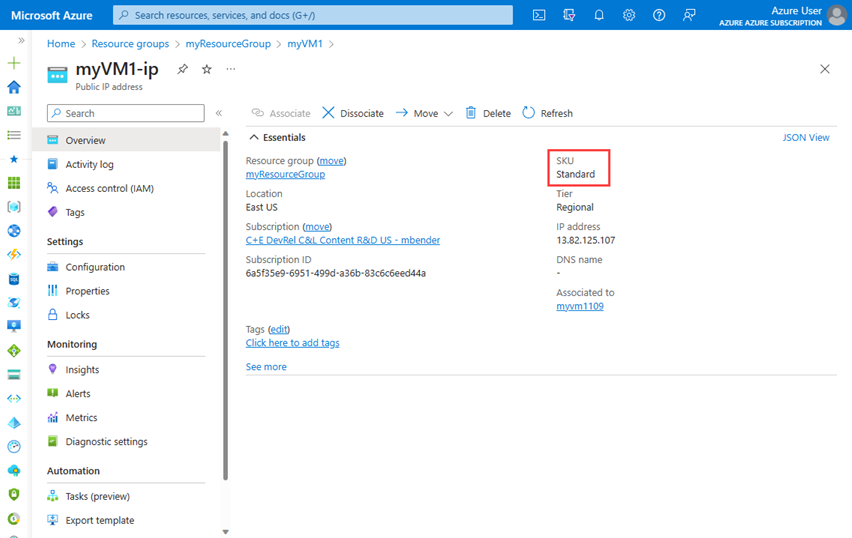 Microsoft Azure
Search resources, services, and docs (G+/)
Azure User
AZURE AZURE SUBSCRIPTION
Home > Resource groups > myResourceGroup > myVM1 >
myVM1-ip
Public IP address
Search
Overview
Activity log
Access control (IAM)
Tags
Settings
Configuration
Properties
Locks
Monitoring
Insights
Alerts
Metrics
Diagnostic settings
Automation
Tasks (preview)
Export template
Associate Dissociate Move Delete Refresh
Essentials
JSON View
Resource group (move)
myResourceGroup
Location
East US
Subscription (move)
C+E DevRel C&L Content R&D US - mbender
Subscription ID
6a5f35e9-6951-499d-a36b-83c6c6eed44a
SKU
Standard
Tier
Regional
IP address
13.82.125.107
DNS name
-
Associated to
myvm1109
Tags (edit)
Click here to add tags
See more